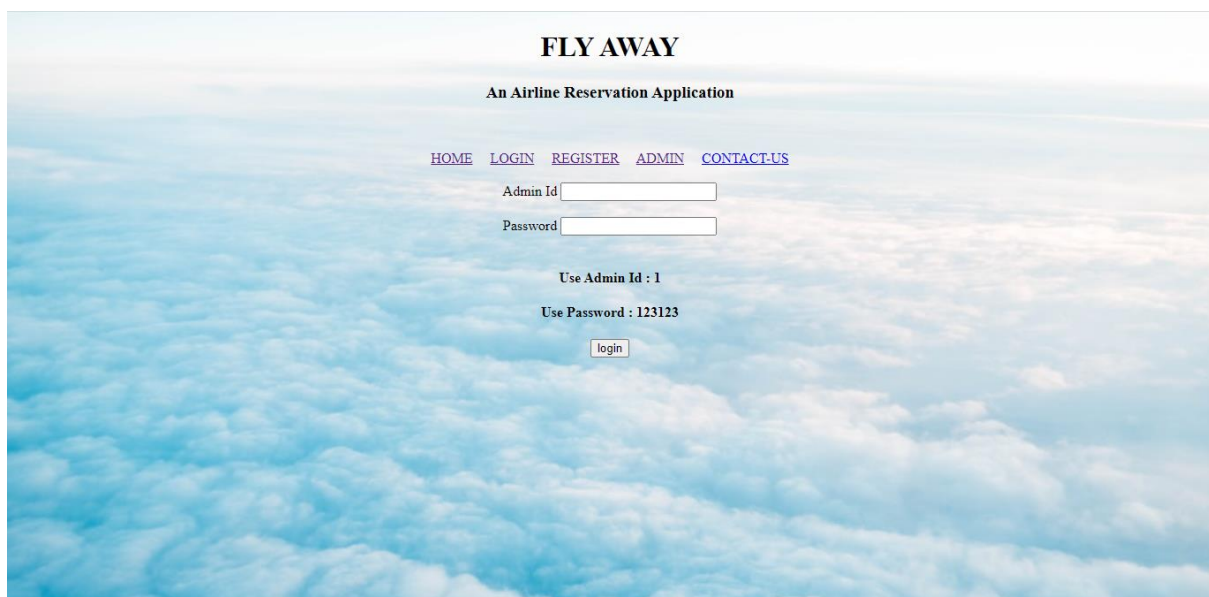 FLY AWAY
An Airline Reservation Application
HOME LOGIN REGISTER ADMIN CONTACT-US
Admin Id
Password
Use Admin Id : 1
Use Password : 123123
login